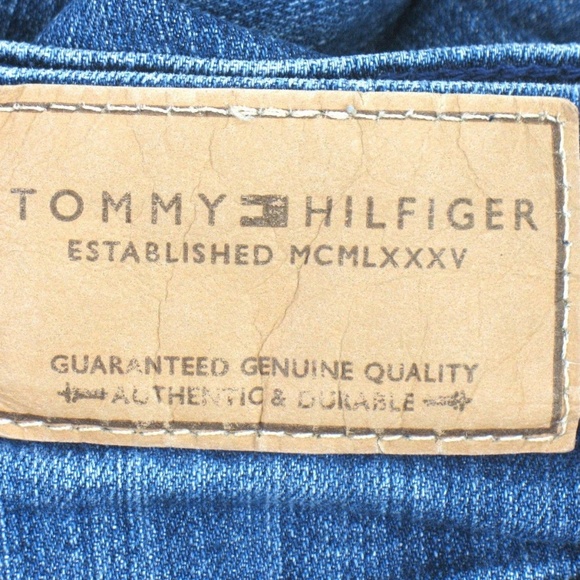 TOMMY HILFIGER
ESTABLISHED MCMLXXXV
GUARANTEED GENUINE QUALITY
AUTHENTIC & DURABLE